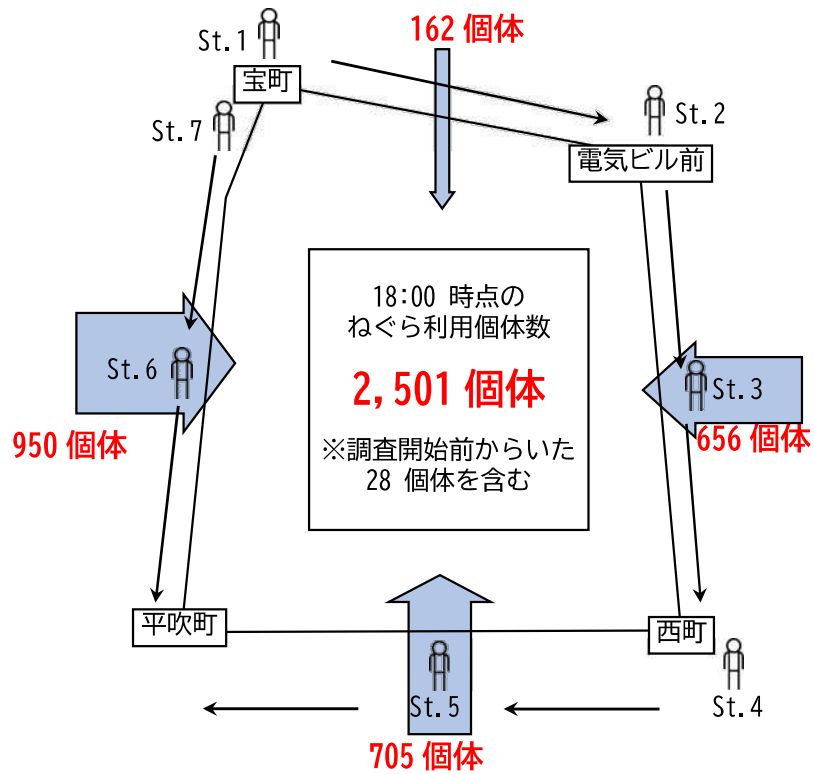 162 個体
St.1
宝町
St.7
St.2
電気ビル前
18:00 時点の
ねぐら利用個体数
2,501 個体
※調査開始前からいた
28 個体を含む
St.6
950 個体
St.3
656 個体
平吹町
西町
St.5
St.4
705 個体